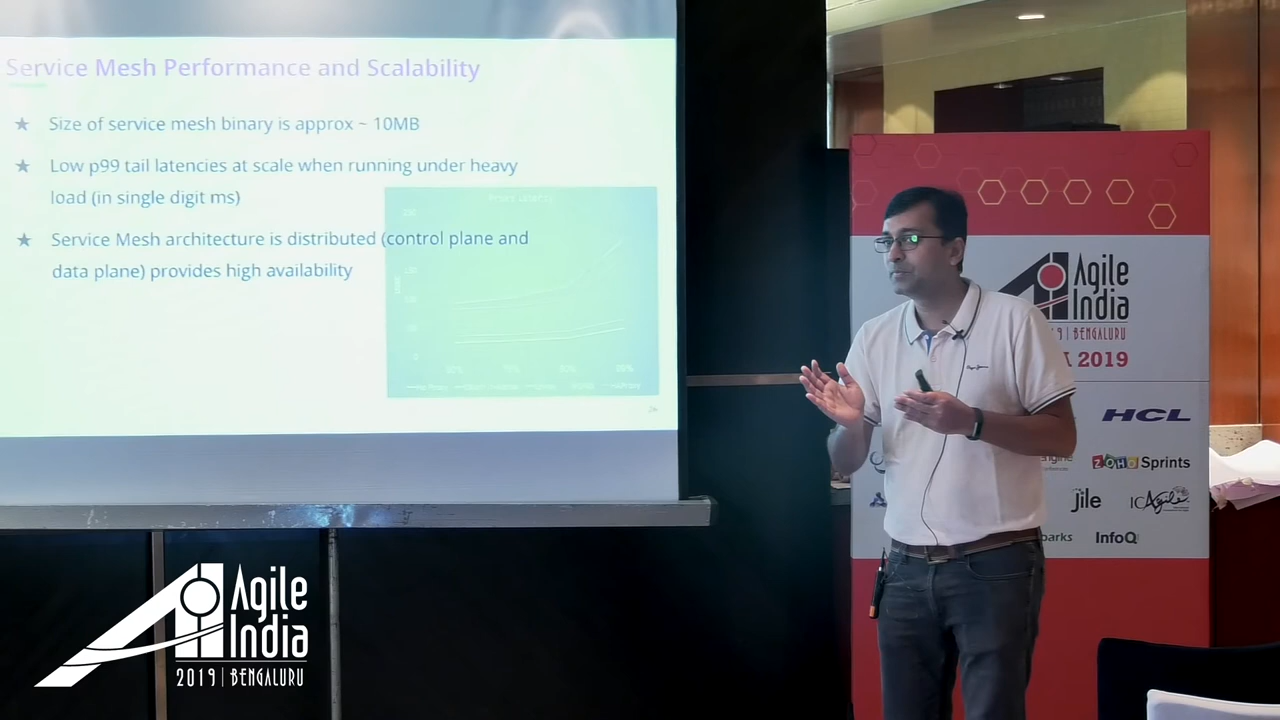 Service Mesh Performance and Scalability
★ Size of service mesh binary is approx ~ 10MB
★ Low p99 tail latencies at scale when running under heavy
load (in single digit ms)
★ Service Mesh architecture is distributed (control plane and
data plane) provides high availability
Agile
India
BENGALURU
2019
HCL
ZOHO Sprints
Jile
ICAgile
InfoQ
Agile
India
2019 | BENGALURU